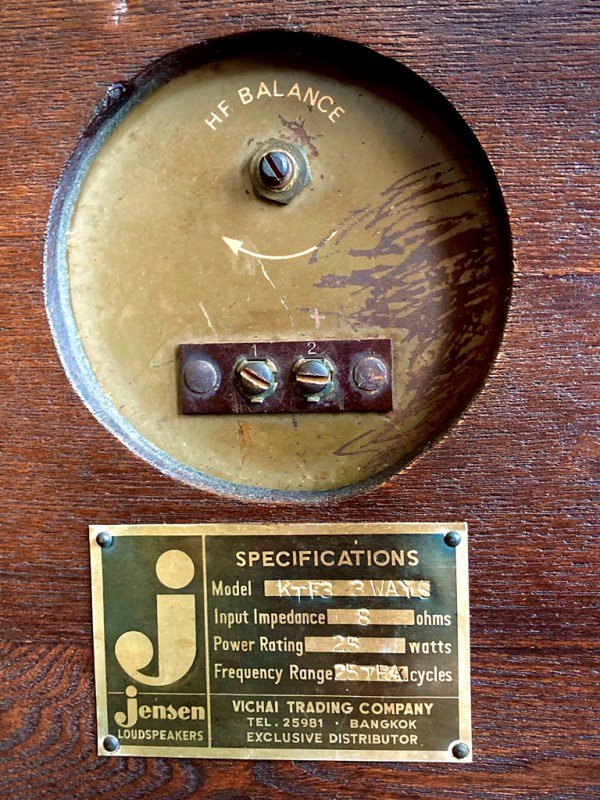 HF BALANCE
+
1 2
SPECIFICATIONS
Model KTF3 3WAYS
Input Impedance 8 ohms
Power Rating 25 watts
Frequency Range cycles
j
jensen
LOUDSPEAKERS
VICHAI TRADING COMPANY
TEL. 25981 · BANGKOK
EXCLUSIVE DISTRIBUTOR